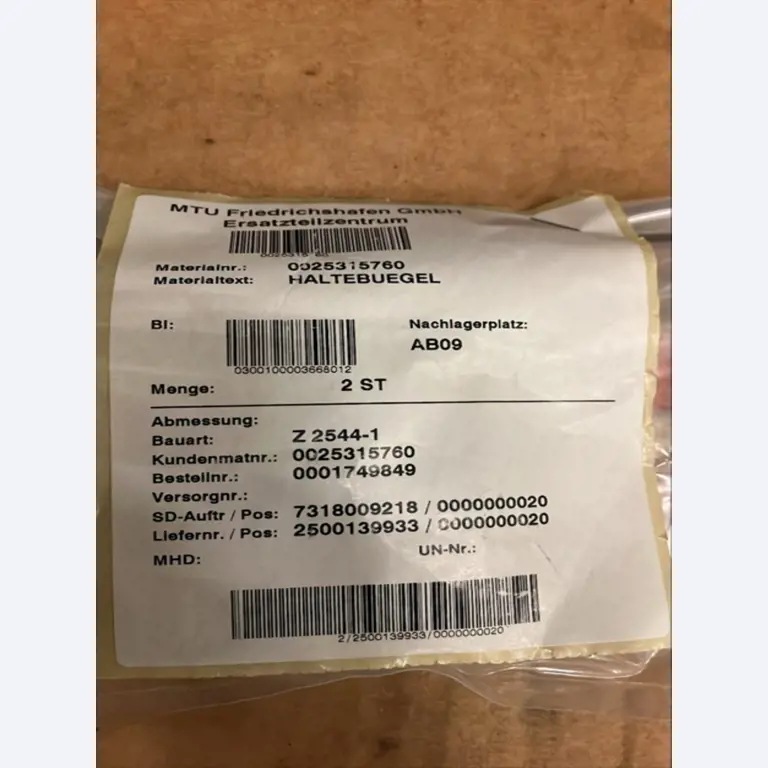 MTU Friedrichshafen GmbH
Ersatzteilzentrum
Materialnr.: 0025315760
Materialtext: HALTEBUEGEL
BI: Nachlagerplatz:
AB09
0300100003668012
Menge: 2 ST
Abmessung:
Bauart: Z 2544-1
Kundenmatnr.: 0025315760
Bestellnr.: 0001749849
Versorgnr.:
SD-Auftr / Pos: 7318009218 / 0000000020
Liefernr. / Pos: 2500139933 / 0000000020
MHD: UN-Nr.:
2/2500139933/0000000020